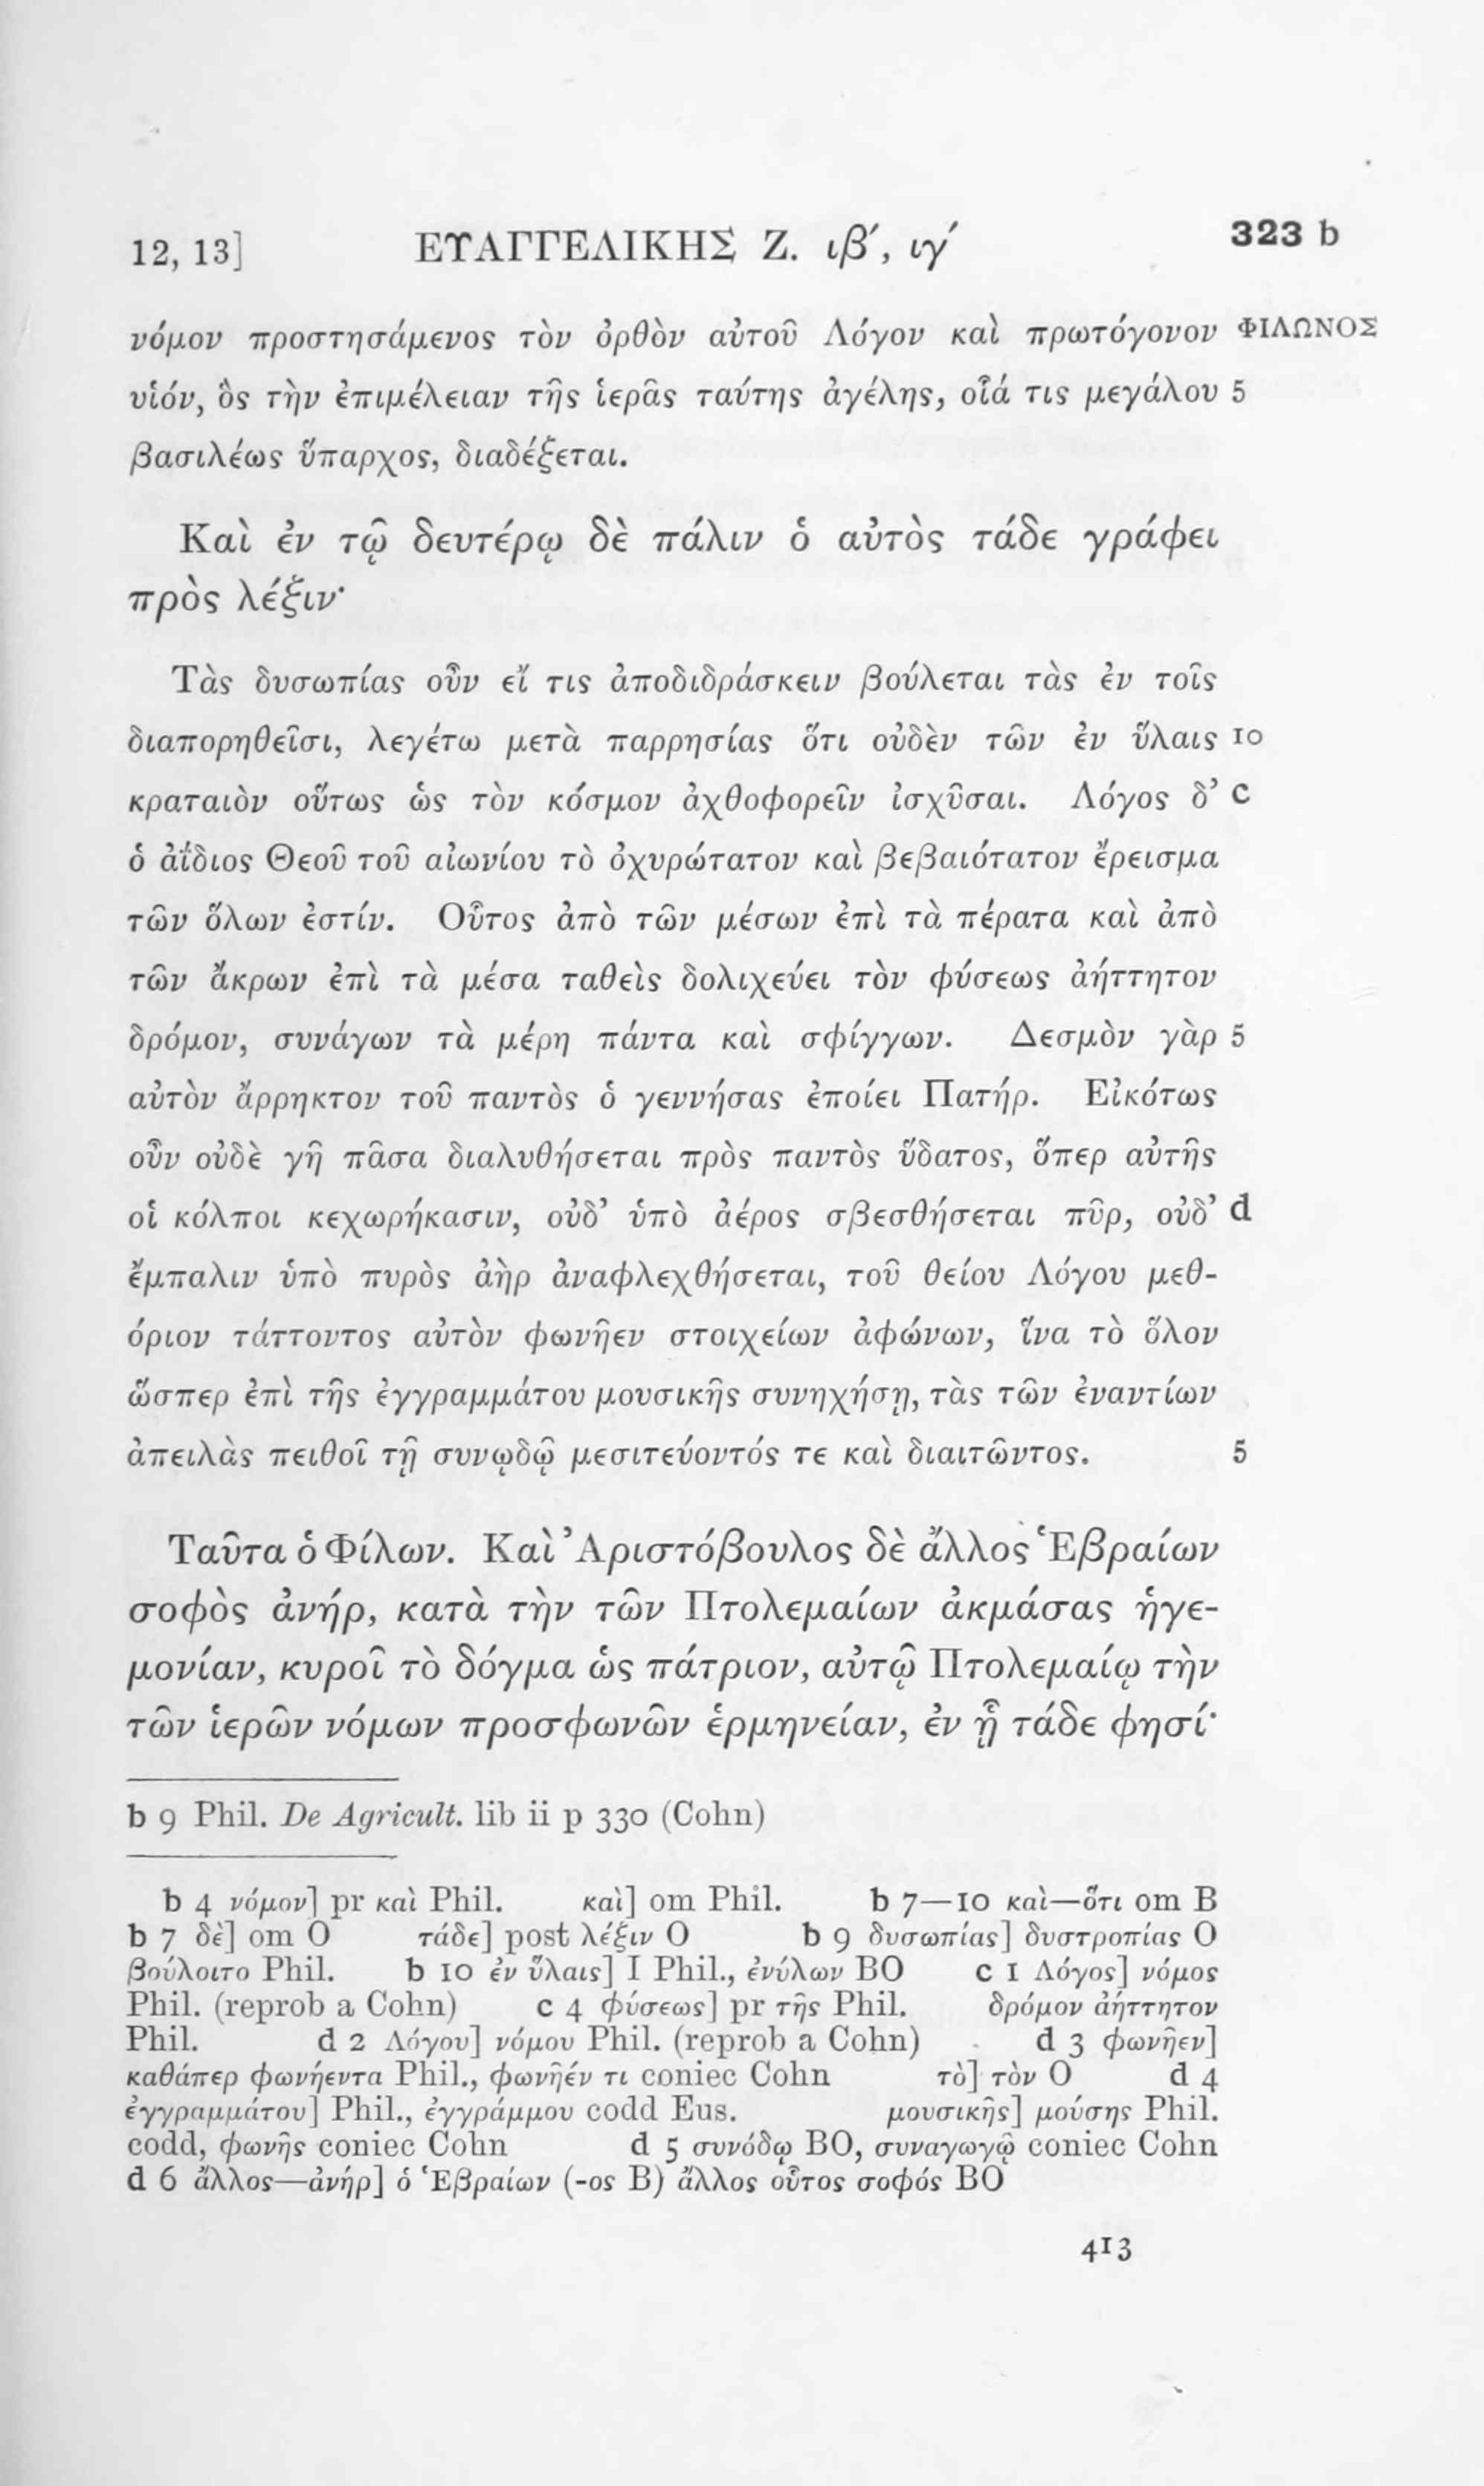 12, 13] ΕΥΑΓΓΕΛΙΚΗΣ Ζ. ιβ′, ιγ′ 323 b
νόμον προστησάμενος τὸν ὀρθὸν αὐτοῦ Λόγον καὶ πρωτόγονον ΦΙΛΩΝΟΣ
υἱόν, ὃς τὴν ἐπιμέλειαν τῆς ἱερᾶς ταύτης ἀγέλης, οἷά τις μεγάλου 5
βασιλέως ὕπαρχος, διαδέξεται.
Καὶ ἐν τῷ δευτέρῳ δὲ πάλιν ὁ αὐτὸς τάδε γράφει
πρὸς λέξιν·
Τὰς δυσωπίας οὖν εἴ τις ἀποδιδράσκειν βούλεται τὰς ἐν τοῖς
διαπορηθεῖσι, λεγέτω μετὰ παρρησίας ὅτι οὐδὲν τῶν ἐν ὕλαις 10
κραταιὸν οὕτως ὡς τὸν κόσμον ἀχθοφορεῖν ἰσχῦσαι. Λόγος δ’ c
ὁ ἀΐδιος Θεοῦ τοῦ αἰωνίου τὸ ὀχυρώτατον καὶ βεβαιότατον ἔρεισμα
τῶν ὅλων ἐστίν. Οὗτος ἀπὸ τῶν μέσων ἐπὶ τὰ πέρατα καὶ ἀπὸ
τῶν ἄκρων ἐπὶ τὰ μέσα ταθεὶς δολιχεύει τὸν φύσεως ἀήττητον
δρόμον, συνάγων τὰ μέρη πάντα καὶ σφίγγων. Δεσμὸν γὰρ 5
αὐτὸν ἄρρηκτον τοῦ παντὸς ὁ γεννήσας ἐποίει Πατήρ. Εἰκότως
οὖν οὐδὲ γῆ πᾶσα διαλυθήσεται πρὸς παντὸς ὕδατος, ὅπερ αὐτῆς
οἱ κόλποι κεχωρήκασιν, οὐδ’ ὑπὸ ἀέρος σβεσθήσεται πῦρ, οὐδ’ d
ἔμπαλιν ὑπὸ πυρὸς ἀὴρ ἀναφλεχθήσεται, τοῦ θείου Λόγου μεθ-
όριον τάττοντος αὐτὸν φωνῆεν στοιχείων ἀφώνων, ἵνα τὸ ὅλον
ὥσπερ ἐπὶ τῆς ἐγγραμμάτου μουσικῆς συνηχήσῃ, τὰς τῶν ἐναντίων
ἀπειλὰς πειθοῖ τῇ συνῳδῷ μεσιτεύοντός τε καὶ διαιτῶντος. 5
Ταῦτα ὁ Φίλων. Καὶ Ἀριστόβουλος δὲ ἄλλος Ἑβραίων
σοφὸς ἀνήρ, κατὰ τὴν τῶν Πτολεμαίων ἀκμάσας ἡγε-
μονίαν, κυροῖ τὸ δόγμα ὡς πάτριον, αὐτῷ Πτολεμαίῳ τὴν
τῶν ἱερῶν νόμων προσφωνῶν ἑρμηνείαν, ἐν ᾗ τάδε φησί·
b 9 Phil. De Agricult. lib ii p 330 (Cohn)
b 4 νόμον] pr καὶ Phil. καὶ] om Phil. b 7—10 καὶ—ὅτι om B
b 7 δὲ] om O τάδε] post λέξιν O b 9 δυσωπίας] δυστροπίας O
βούλοιτο Phil. b 10 ἐν ὕλαις] I Phil., ἐνύλων BO c 1 Λόγος] νόμος
Phil. (reprob a Cohn) c 4 φύσεως] pr τῆς Phil. δρόμον ἀήττητον
Phil. d 2 Λόγου] νόμου Phil. (reprob a Cohn) d 3 φωνῆεν]
καθάπερ φωνήεντα Phil., φωνῆέν τι coniec Cohn τὸ] τὸν O d 4
ἐγγραμμάτου] Phil., ἐγγράμμου codd Eus. μουσικῆς] μούσης Phil.
codd, φωνῆς coniec Cohn d 5 συνόδῳ BO, συναγωγῷ coniec Cohn
d 6 ἄλλος—ἀνήρ] ὁ Ἑβραίων (-ος B) ἄλλος οὗτος σοφός BO
413